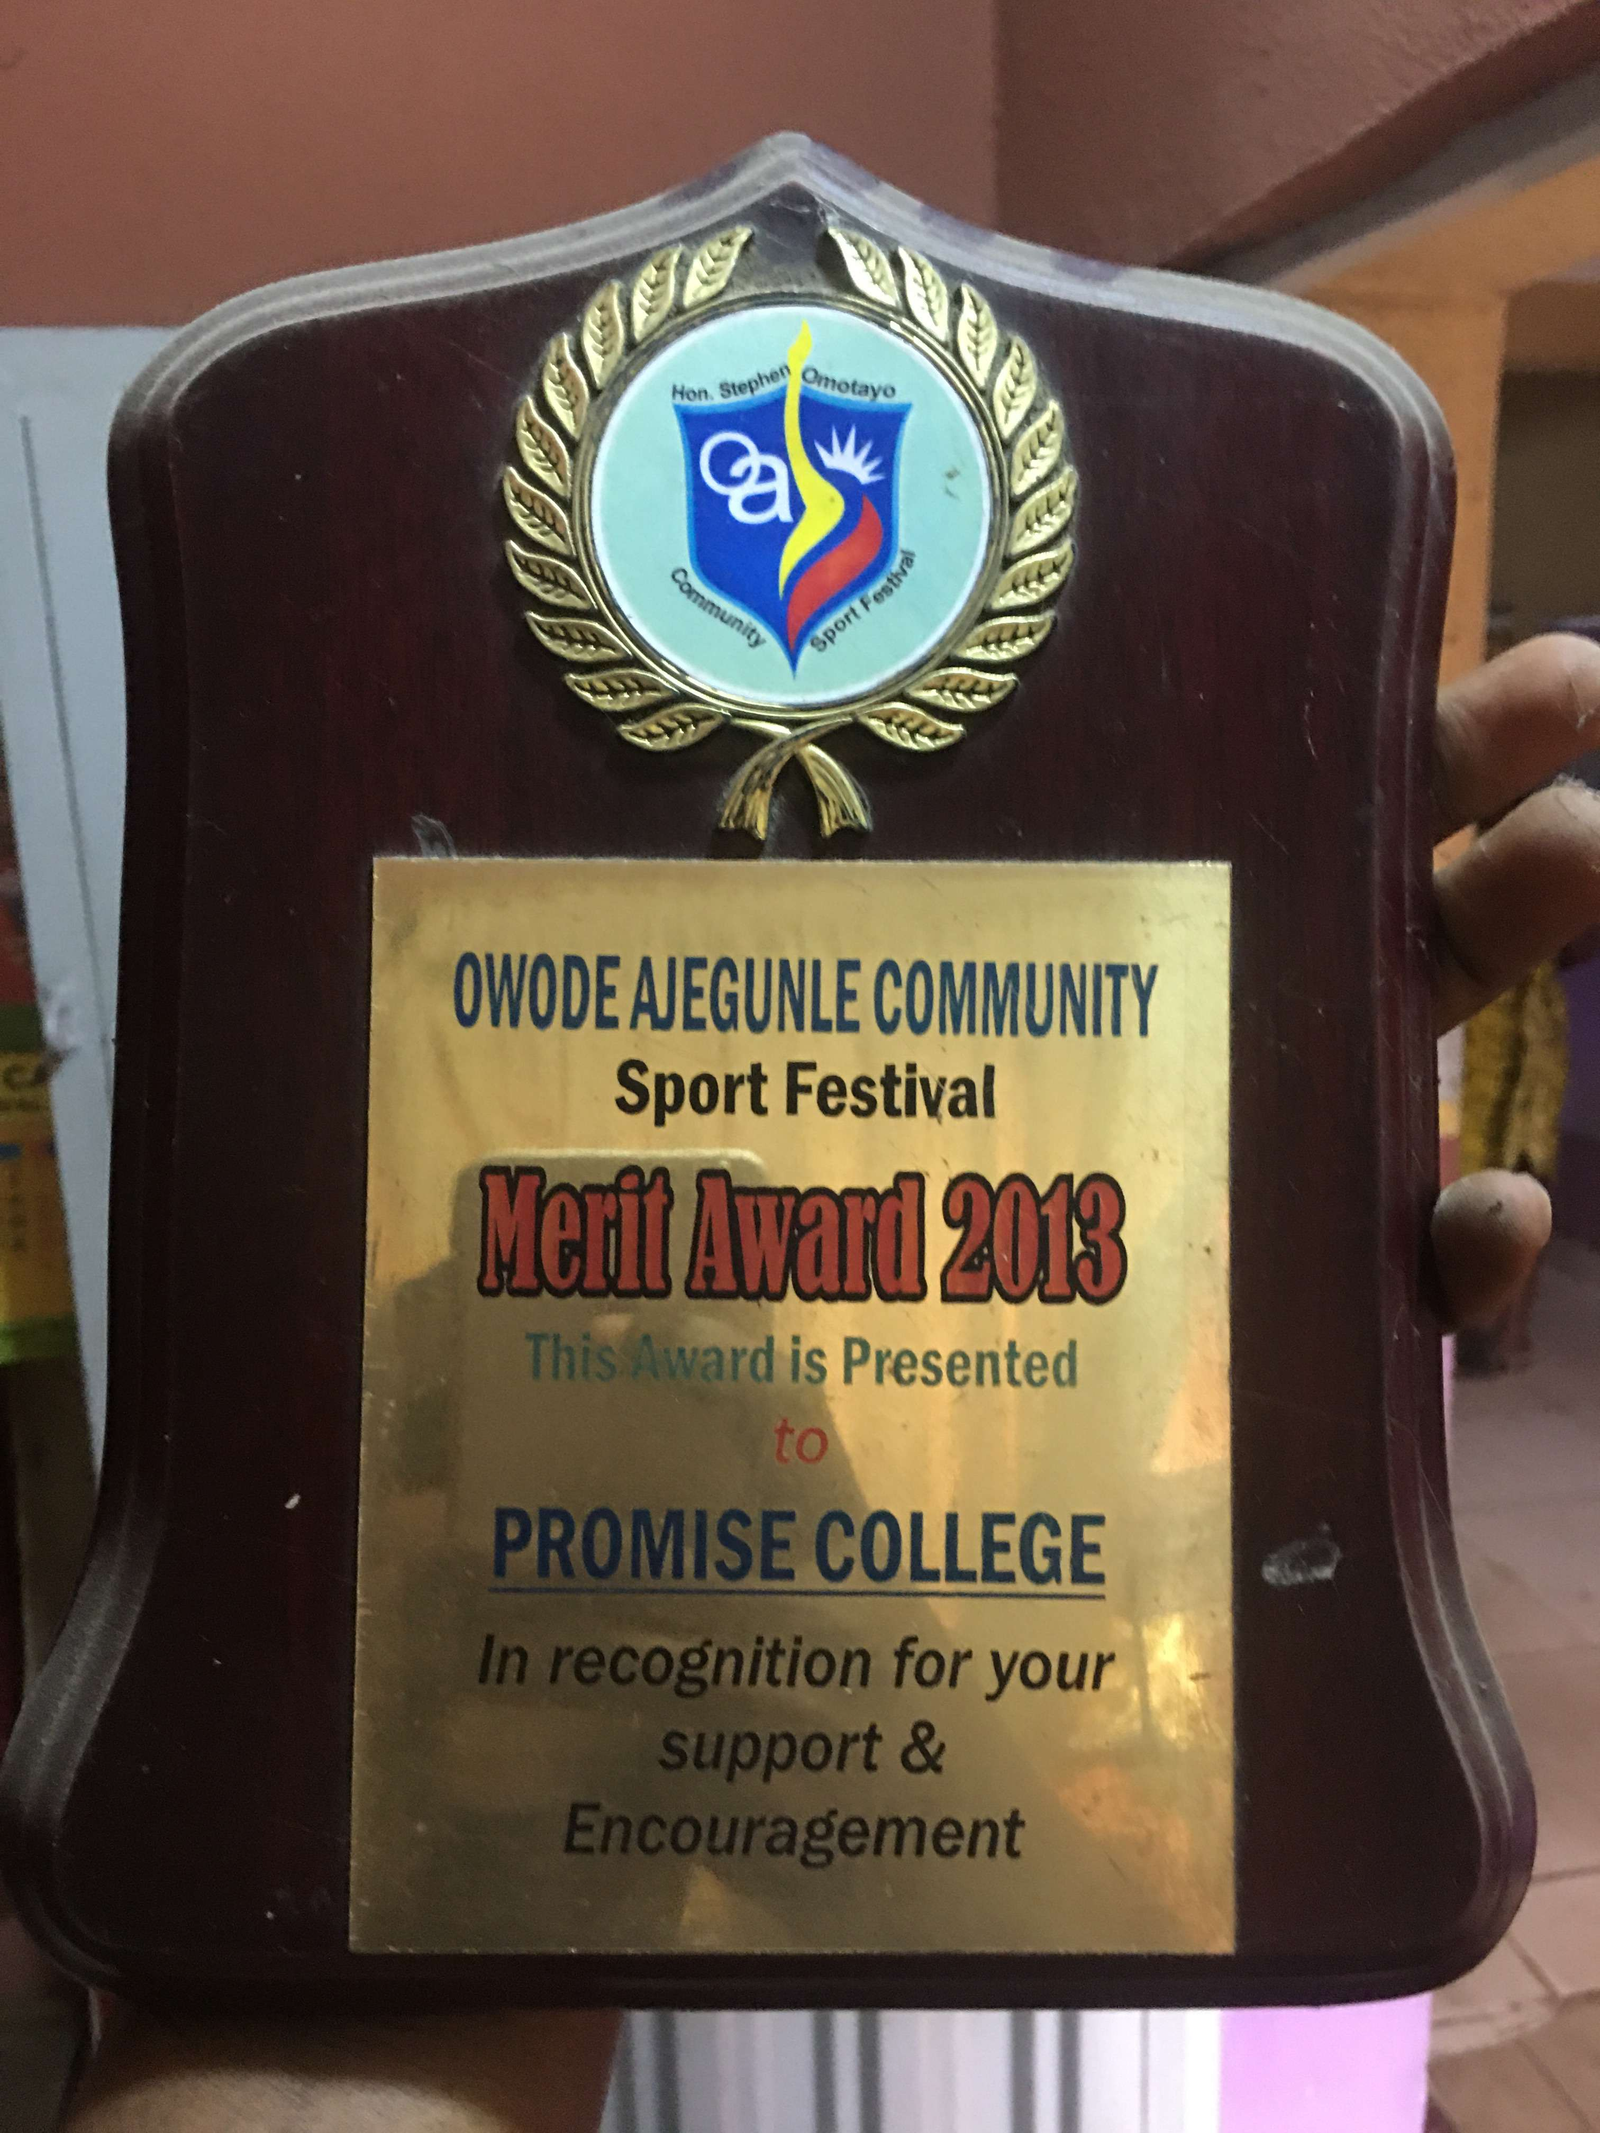 Hon. Stephen Omotayo
oa
Community Sport Festival
OWODE AJEGUNLE COMMUNITY
Sport Festival
Merit Award 2013
This Award is Presented
to
PROMISE COLLEGE
In recognition for your
support &
Encouragement